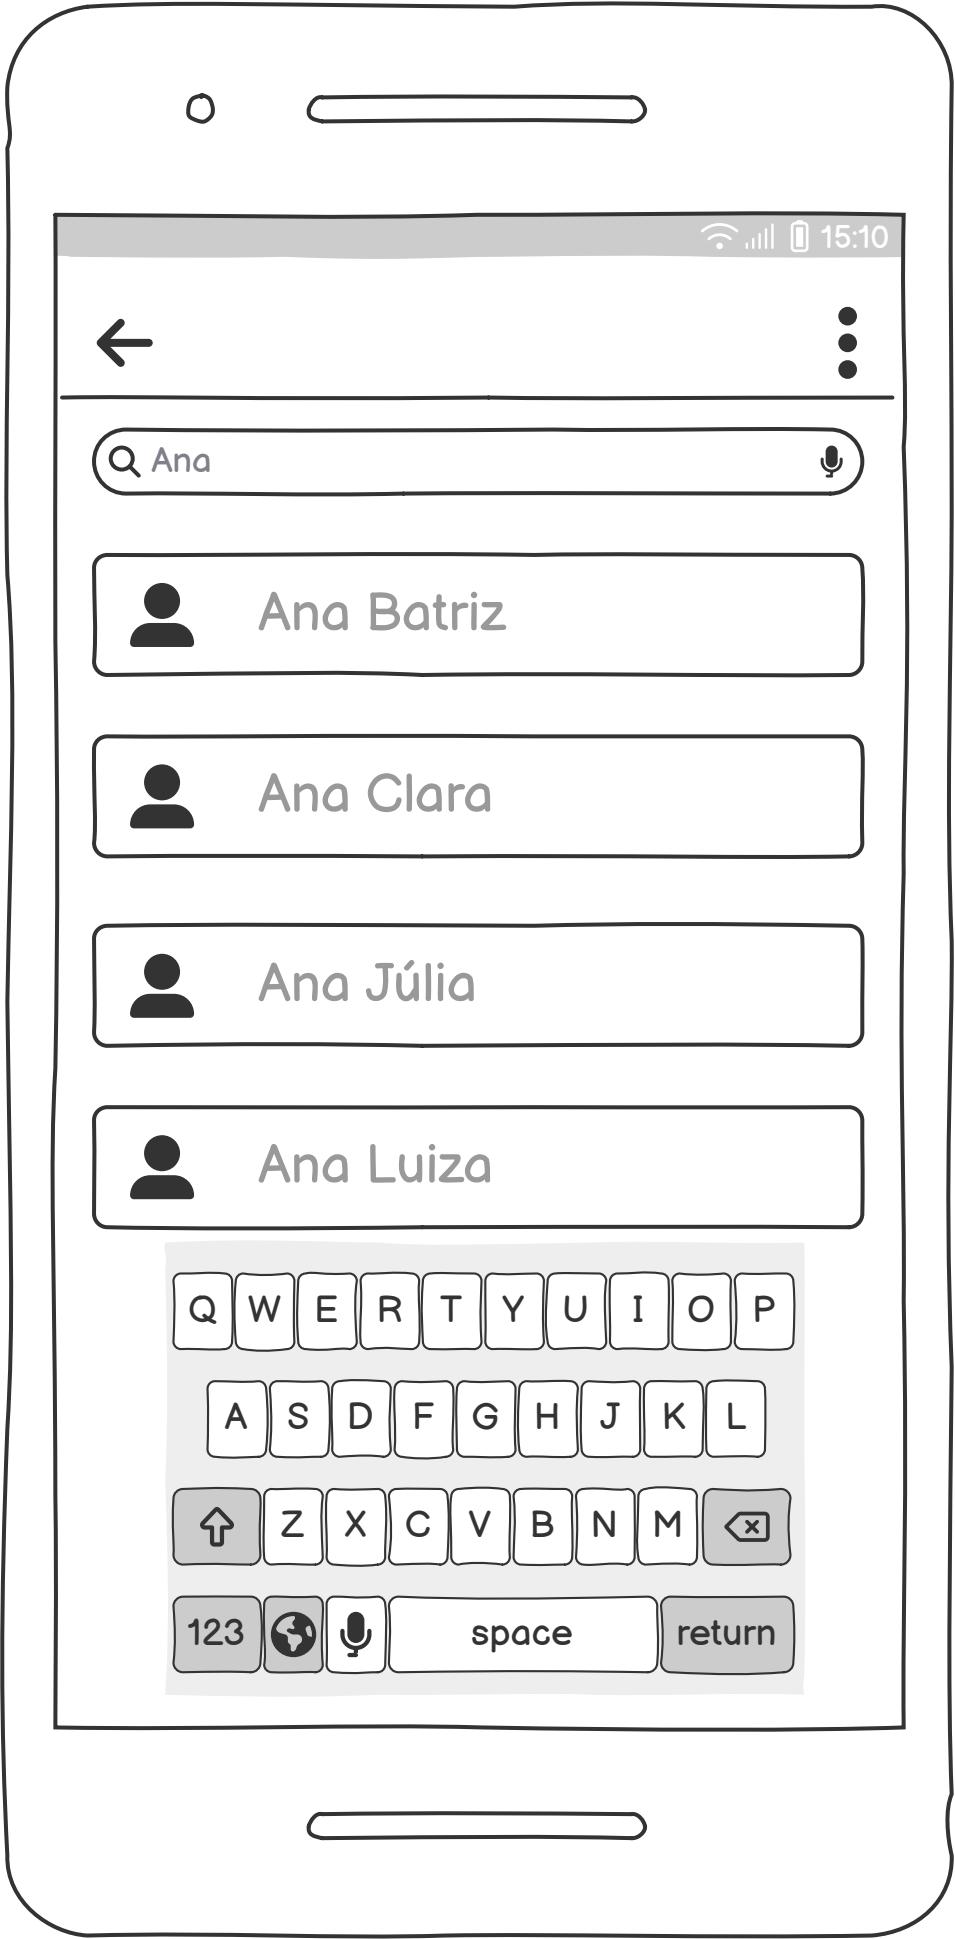 15:10
Ana
Ana Batriz
Ana Clara
Ana Júlia
Ana Luiza
Q W E R T Y U I O P
A S D F G H J K L
Z X C V B N M
123 space return